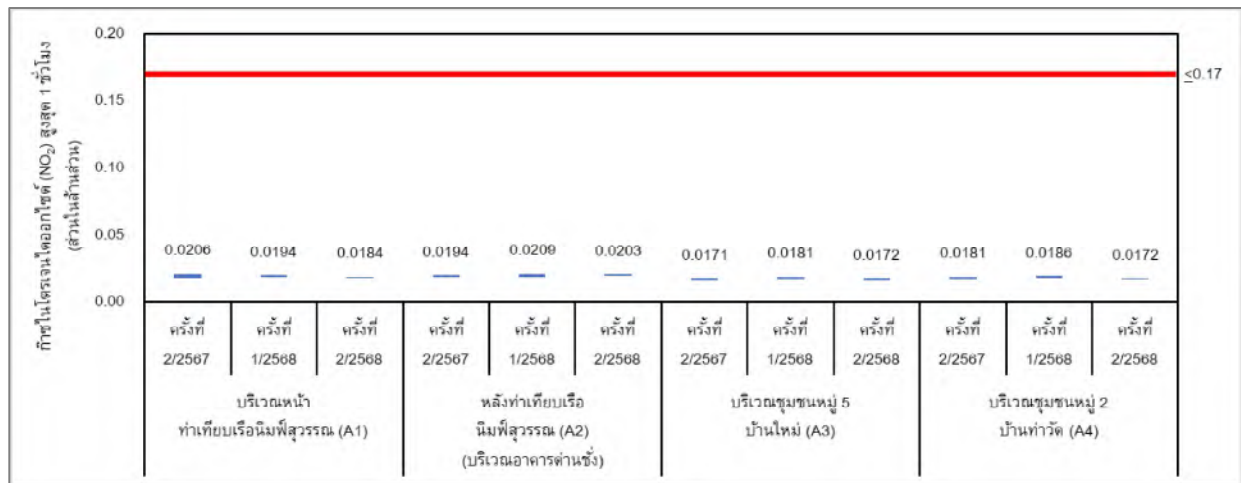 ก๊าซไนโตรเจนไดออกไซด์ (NO2) สูงสุด 1 ชั่วโมง
(ส่วนในล้านส่วน)
0.20
0.15
0.10
0.05
0.00
≤0.17
0.0206 0.0194 0.0184 0.0194 0.0209 0.0203 0.0171 0.0181 0.0172 0.0181 0.0186 0.0172
ครั้งที่ ครั้งที่ ครั้งที่ ครั้งที่ ครั้งที่ ครั้งที่ ครั้งที่ ครั้งที่ ครั้งที่ ครั้งที่ ครั้งที่ ครั้งที่
2/2567 1/2568 2/2568 2/2567 1/2568 2/2568 2/2567 1/2568 2/2568 2/2567 1/2568 2/2568
บริเวณหน้า
ท่าเทียบเรือนิมฟ์สุวรรณ (A1)
หลังท่าเทียบเรือ
นิมฟ์สุวรรณ (A2)
(บริเวณอาคารด่านชั่ง)
บริเวณชุมชนหมู่ 5
บ้านใหม่ (A3)
บริเวณชุมชนหมู่ 2
บ้านท่าวัด (A4)